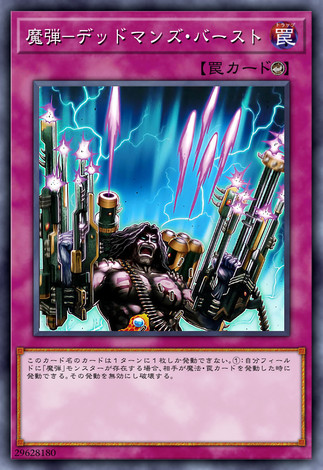 魔弾-デッドマンズ・バースト
罠
トラップ
【罠カード】
このカード名のカードは1ターンに1枚しか発動できない。①:自分フィール
ドに「魔弾」モンスターが存在する場合、相手が魔法・罠カードを発動した時に
発動できる。その発動を無効にし破壊する。
29628180